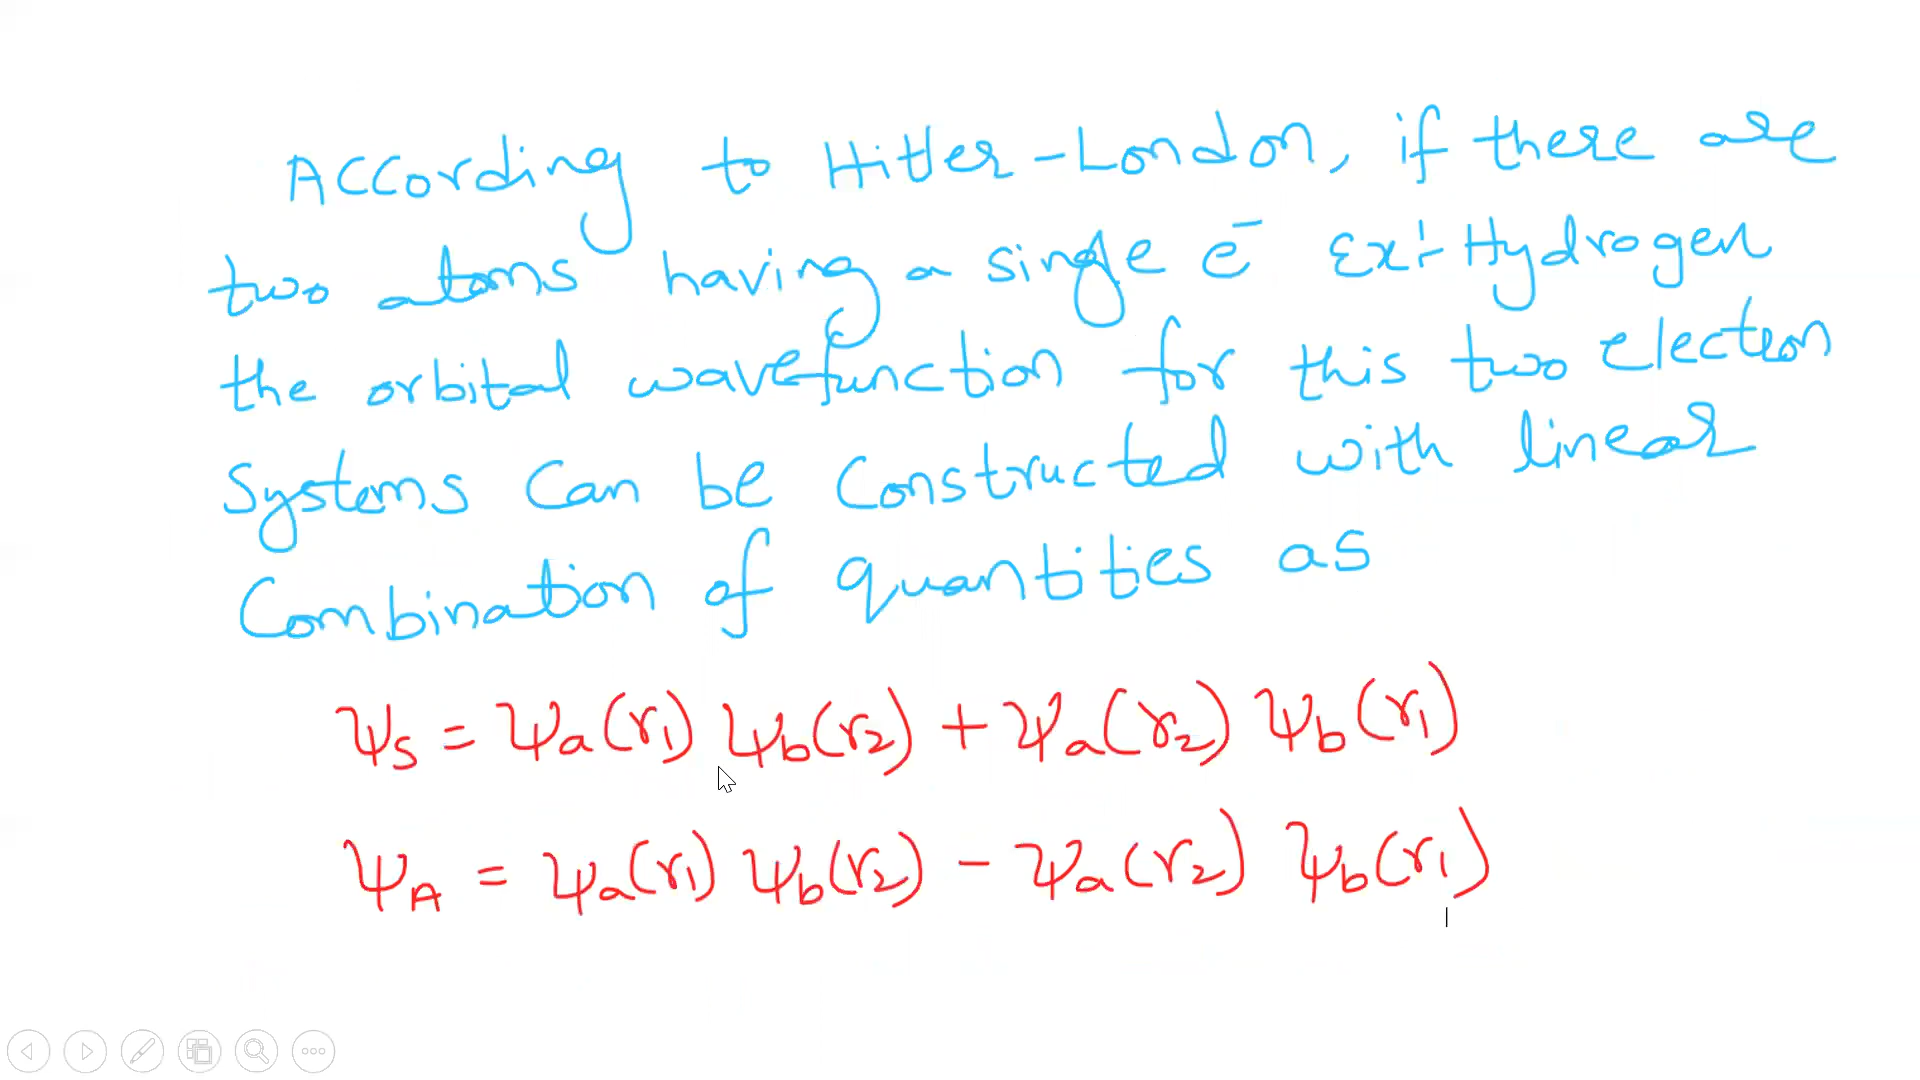 According to Hitler-London, if there are
two atoms having a single e⁻ Ex:- Hydrogen
the orbital wavefunction for this two electron
Systems can be constructed with linear
Combination of quantities as
ψs = ψa(r1) ψb(r2) + ψa(r2) ψb(r1)
ψA = ψa(r1) ψb(r2) - ψa(r2) ψb(r1)